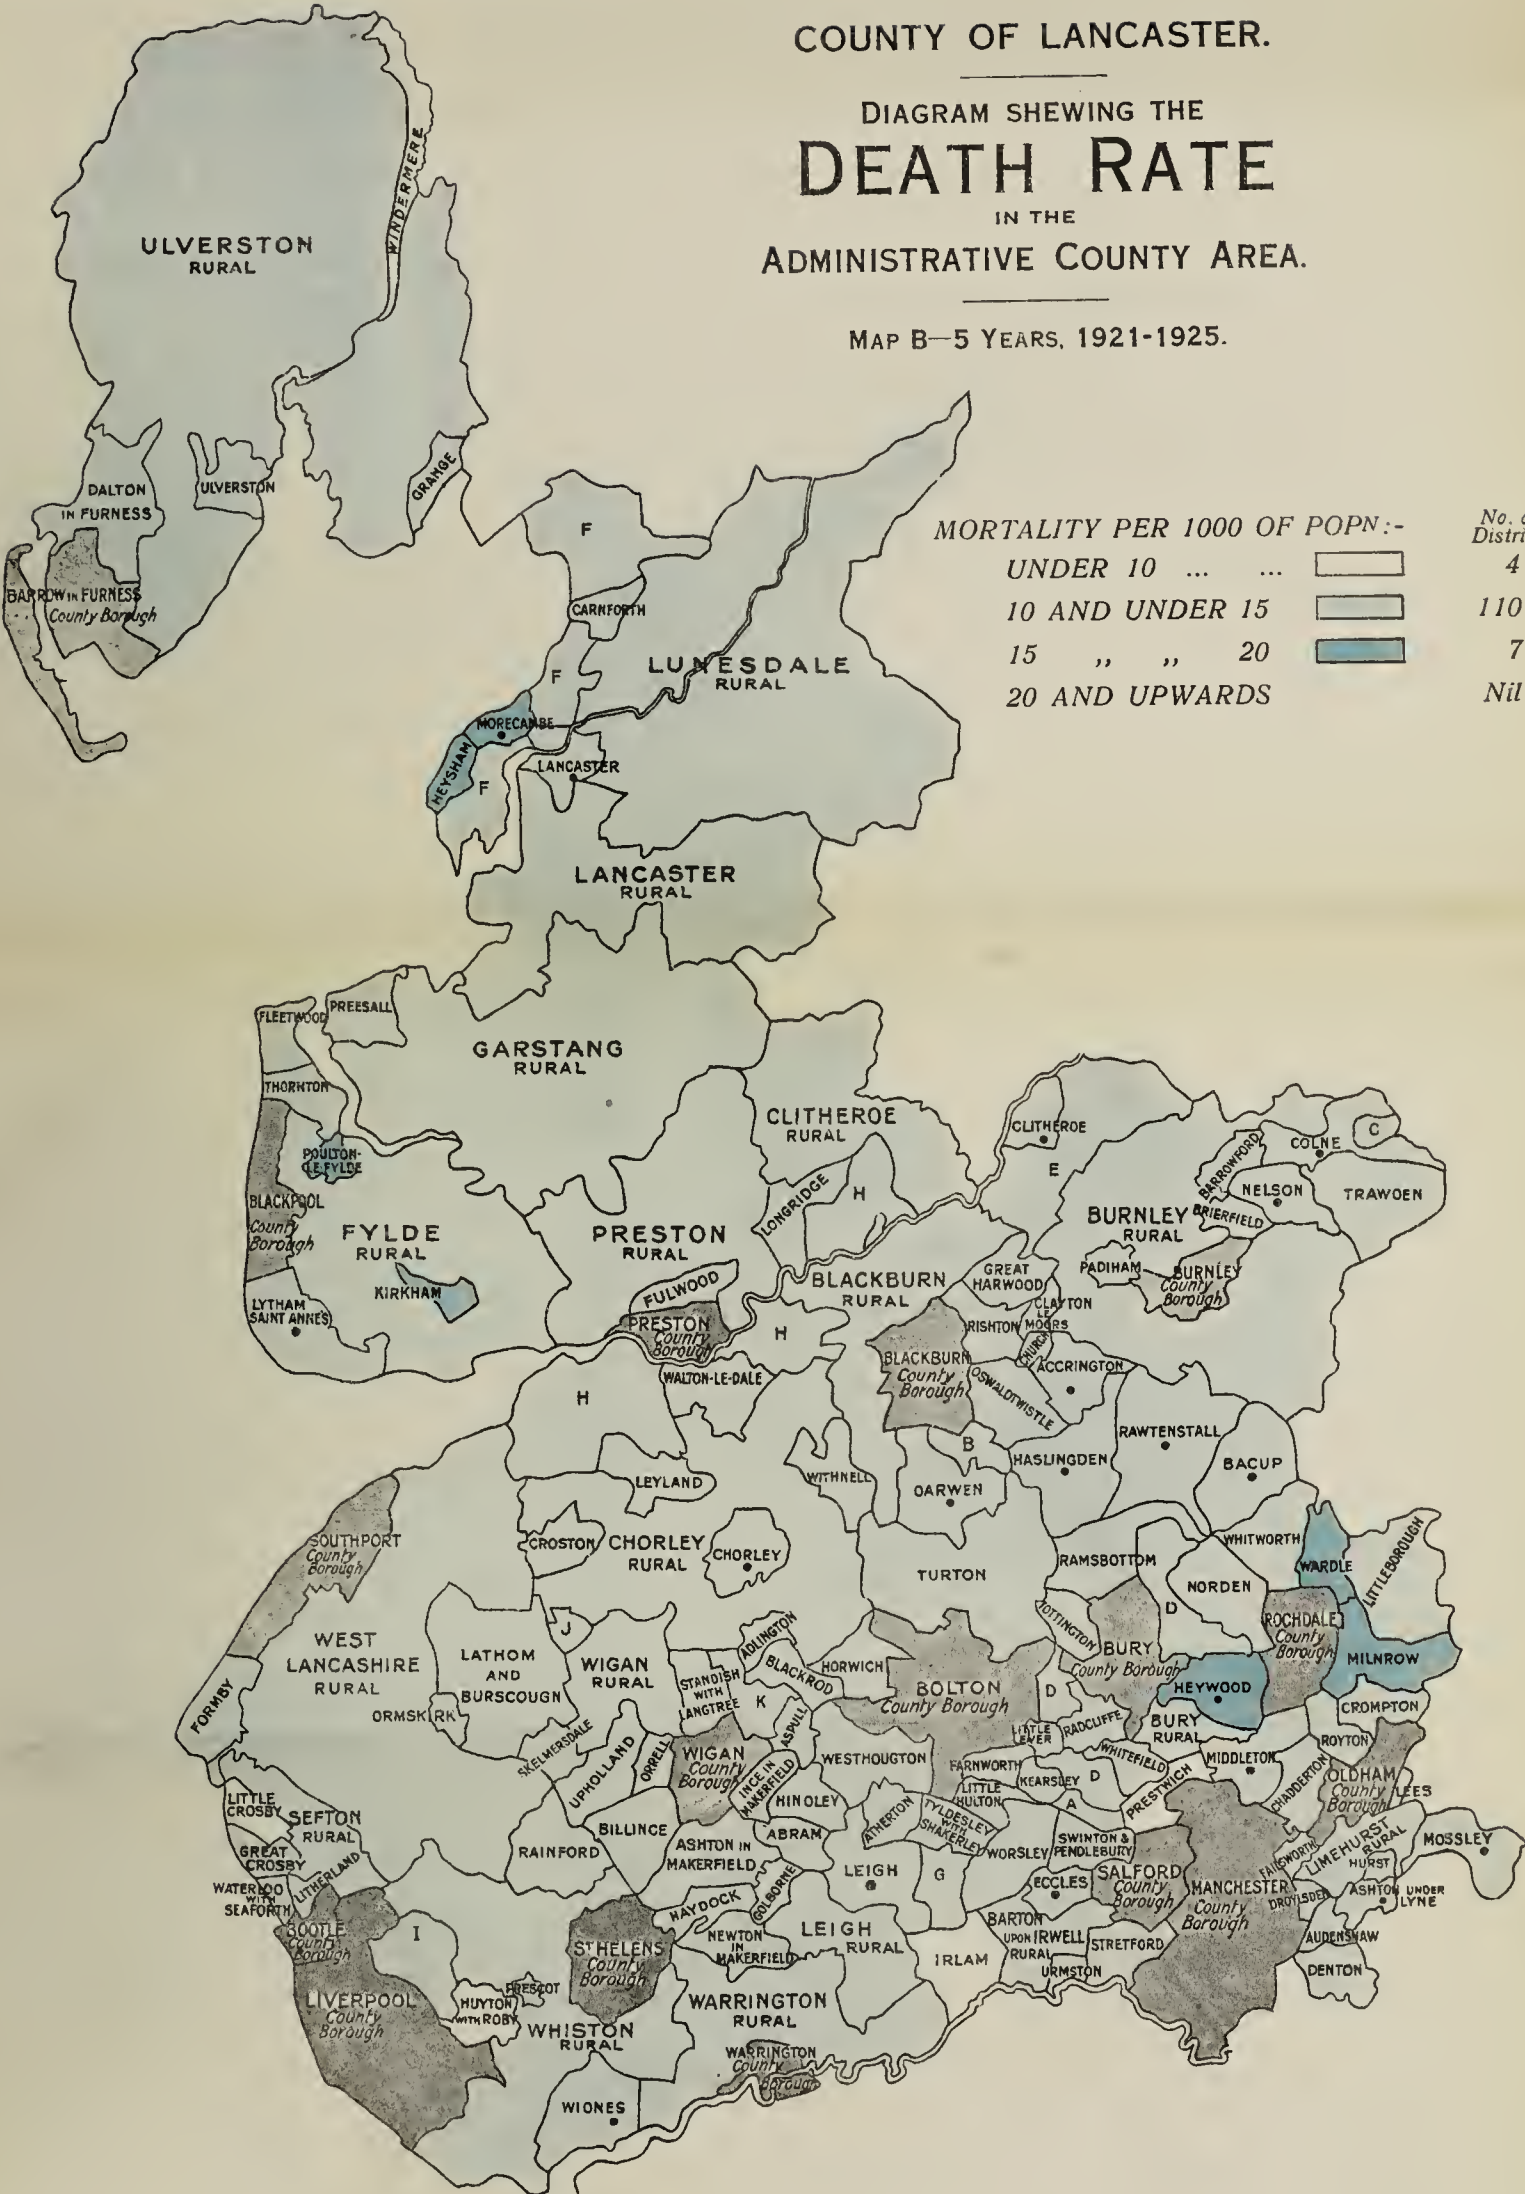 COUNTY OF LANCASTER.
DIAGRAM SHEWING THE
DEATH RATE
IN THE
ADMINISTRATIVE COUNTY AREA.
MAP B—5 YEARS, 1921-1925.
MORTALITY PER 1000 OF POPN:-
No.
Distri
UNDER 10 ... ...
4
10 AND UNDER 15
110
15 ,, ,, 20
7
20 AND UPWARDS
Nil
WINDERMERE
ULVERSTON
RURAL
GRANGE
DALTON
IN FURNESS
ULVERSTON
F
BARROW IN FURNESS
County Borough
CARNFORTH
LUNESDALE
RURAL
F
MORECAMBE
HEYSHAM
F
LANCASTER
LANCASTER
RURAL
FLEETWOOD
PREESALL
GARSTANG
RURAL
THORNTON
CLITHEROE
RURAL
CLITHEROE
E
POULTON-
LE-FYLDE
BLACKPOOL
County
Borough
FYLDE
RURAL
KIRKHAM
LYTHAM
SAINT ANNES
PRESTON
RURAL
LONGRIDGE
H
FULWOOD
PRESTON
County
Borough
H
BLACKBURN
RURAL
BURNLEY
RURAL
BARROWFORD
COLNE
C
NELSON
TRAWDEN
BRIERFIELD
PADIHAM
BURNLEY
County
Borough
GREAT
HARWOOD
CLAYTON
LE
MOORS
RISHTON
CHURCH
ACCRINGTON
BLACKBURN
County
Borough
OSWALDTWISTLE
H
WALTON-LE-DALE
B
HASLINGDEN
RAWTENSTALL
BACUP
LEYLAND
WITHNELL
DARWEN
SOUTHPORT
County
Borough
CROSTON
CHORLEY
RURAL
CHORLEY
TURTON
RAMSBOTTOM
WHITWORTH
WARDLE
LITTLEBOROUGH
NORDEN
D
TOTTINGTON
BURY
County Borough
ROCHDALE
County
Borough
MILNROW
HEYWOOD
CROMPTON
WEST
LANCASHIRE
RURAL
FORMBY
LATHOM
AND
BURSCOUGH
ORMSKIRK
J
WIGAN
RURAL
ADLINGTON
BLACKROD
HORWICH
STANDISH
WITH
LANGTREE
K
ASPULL
BOLTON
County Borough
D
LITTLE
LEVER
RADCLIFFE
BURY
RURAL
ROYTON
SKELMERSDALE
UPHOLLAND
ORRELL
WIGAN
County
Borough
INCE IN
MAKERFIELD
WESTHOUGTON
HINDLEY
FARNWORTH
LITTLE
HULTON
KEARSLEY
D
WHITEFIELD
A
PRESTWICH
MIDDLETON
CHADDERTON
OLDHAM
County
Borough
LEES
LITTLE
CROSBY
SEFTON
RURAL
GREAT
CROSBY
LITHERLAND
WATERLOO
WITH
SEAFORTH
BOOTLE
County
Borough
RAINFORD
BILLINGE
ASHTON IN
MAKERFIELD
ABRAM
ATHERTON
TYLDESLEY
WITH
SHAKERLEY
WORSLEY
SWINTON &
PENDLEBURY
LEIGH
G
ECCLES
SALFORD
County
Borough
MANCHESTER
County
Borough
FAILSWORTH
LIMEHURST
RURAL
MOSSLEY
HURST
DROYLSDEN
ASHTON UNDER
LYNE
AUDENSHAW
DENTON
I
HAYDOCK
GOLBORNE
NEWTON
IN
MAKERFIELD
ST HELENS
County
Borough
LEIGH
RURAL
IRLAM
BARTON
UPON IRWELL
RURAL
STRETFORD
URMSTON
LIVERPOOL
County
Borough
PRESCOT
HUYTON
WITH ROBY
WHISTON
RURAL
WARRINGTON
RURAL
WARRINGTON
County
Borough
WIDNES